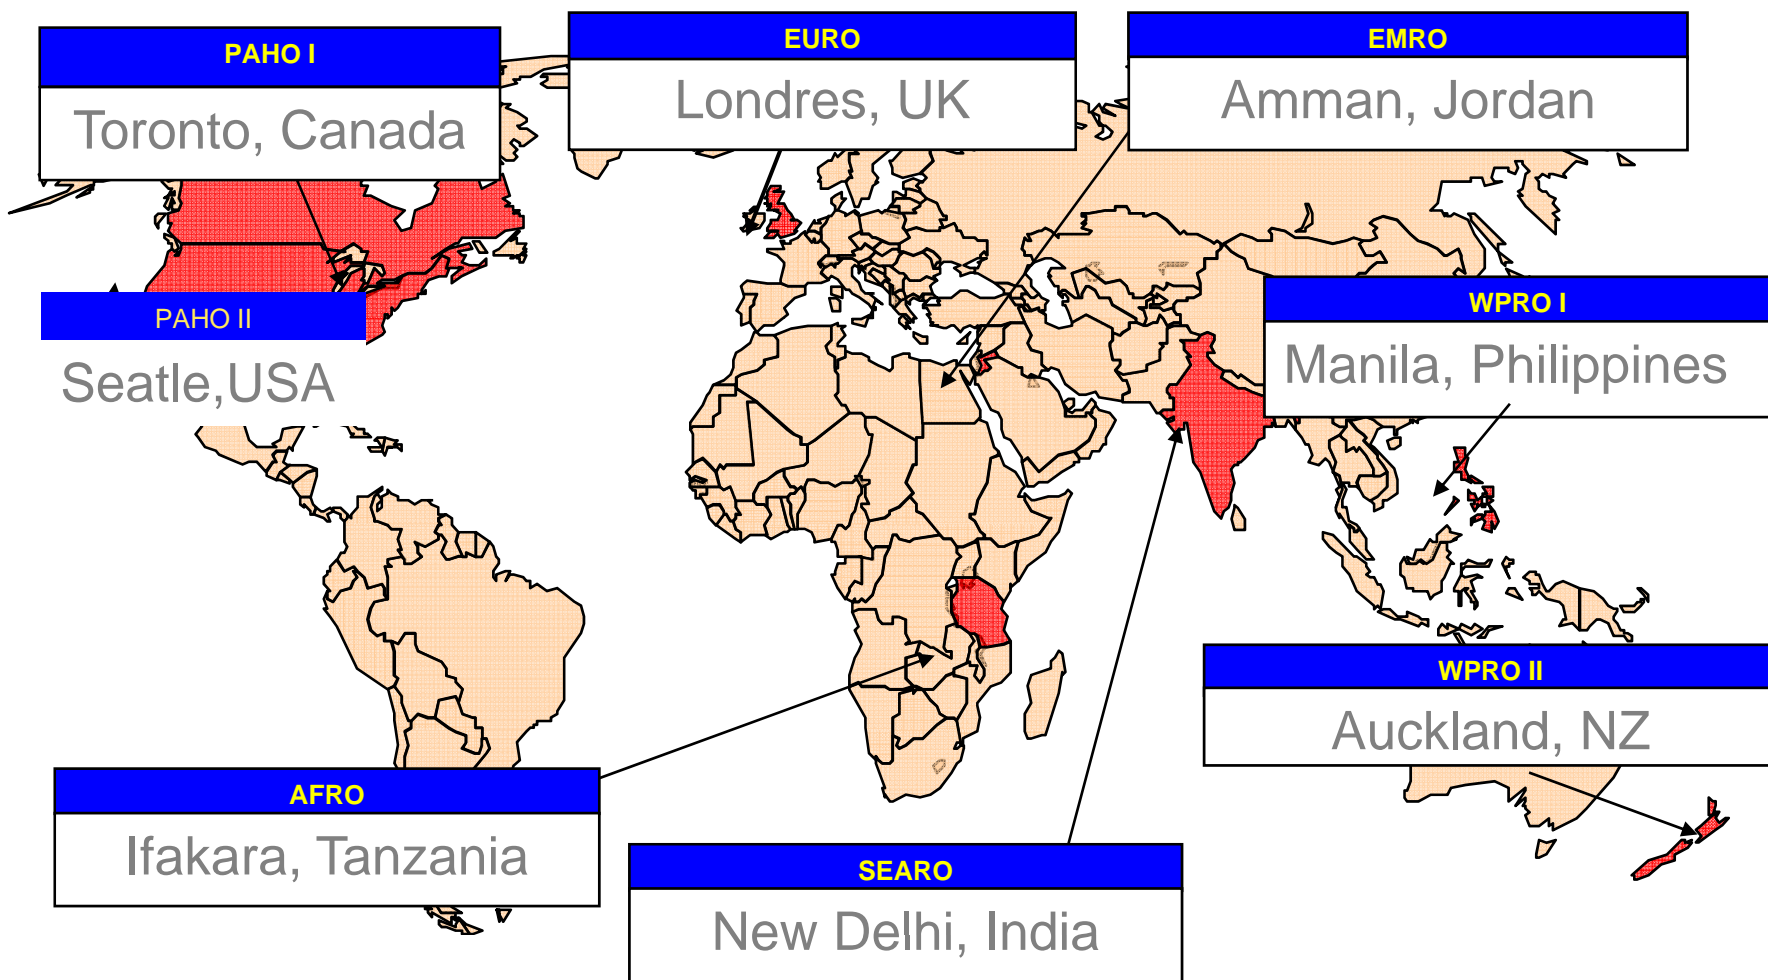 PAHO I
Toronto, Canada
EURO
Londres, UK
EMRO
Amman, Jordan
PAHO II
Seatle,USA
WPRO I
Manila, Philippines
WPRO II
Auckland, NZ
AFRO
Ifakara, Tanzania
SEARO
New Delhi, India